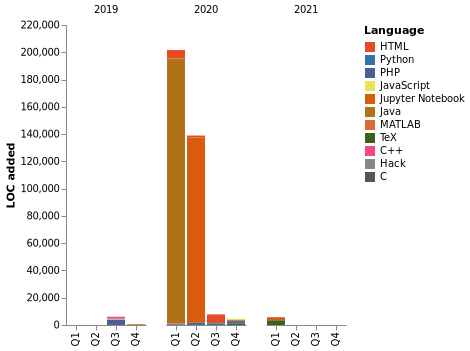 2019 2020 2021
LOC added
220,000
200,000
180,000
160,000
140,000
120,000
100,000
80,000
60,000
40,000
20,000
0
Q1 Q2 Q3 Q4 Q1 Q2 Q3 Q4 Q1 Q2 Q3 Q4
Language
HTML
Python
PHP
JavaScript
Jupyter Notebook
Java
MATLAB
TeX
C++
Hack
C